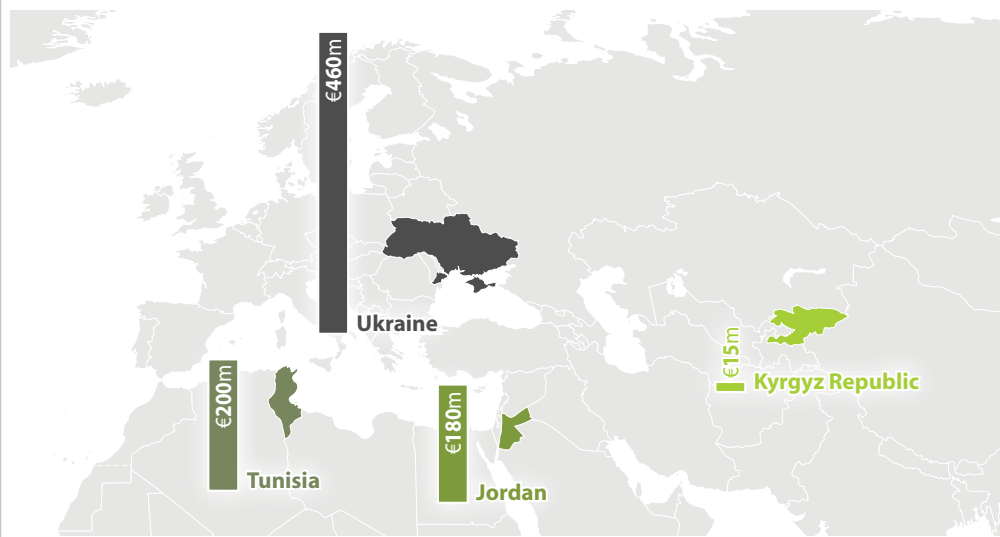 €460m
Ukraine
€15m
Kyrgyz Republic
€200m
Tunisia
€180m
Jordan